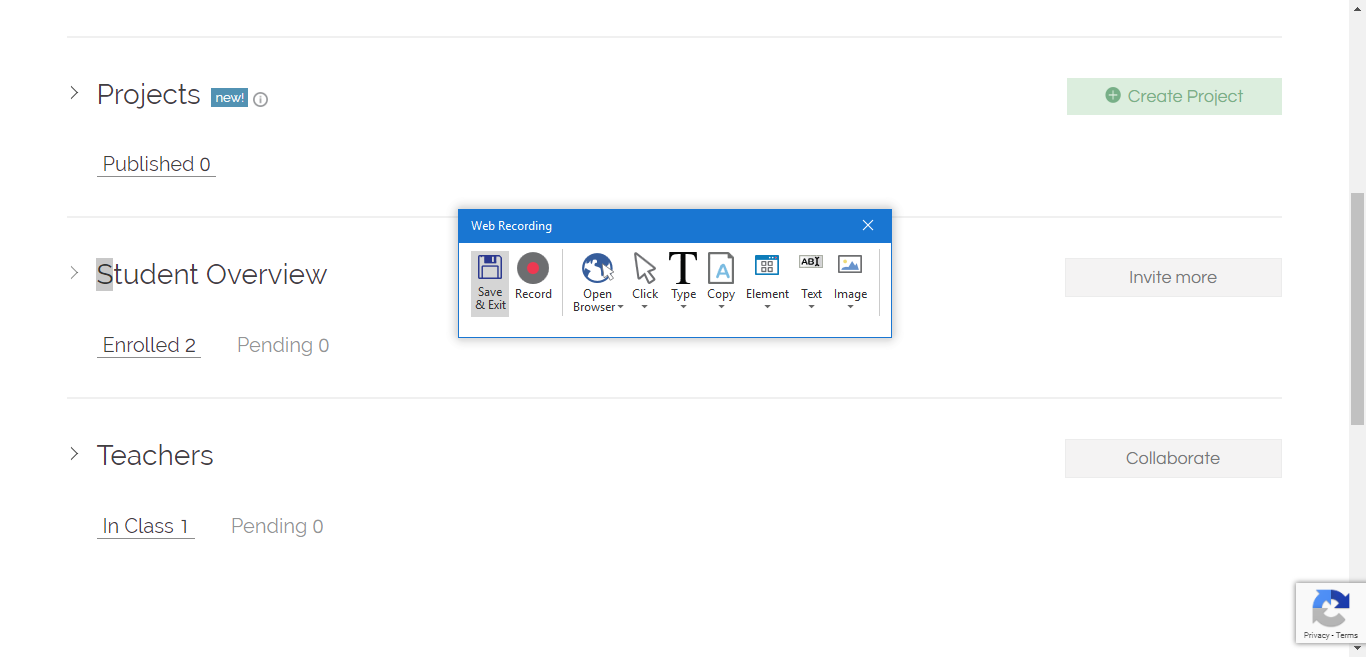 Projects new!
Create Project
Published 0
Web Recording
Save & Exit
Record
Open Browser
Click
Type
Copy
Element
Text
Image
T
A
ABI
Student Overview
Invite more
Enrolled 2
Pending 0
Teachers
Collaborate
In Class 1
Pending 0
Privacy - Terms